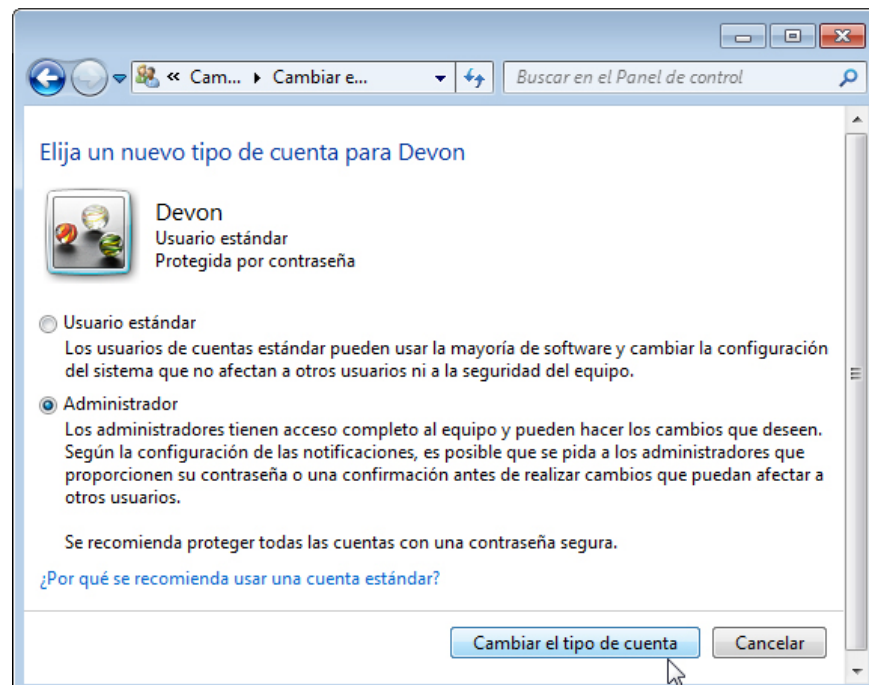 « Cam... Cambiar e... Buscar en el Panel de control
Elija un nuevo tipo de cuenta para Devon
Devon
Usuario estándar
Protegida por contraseña
Usuario estándar
Los usuarios de cuentas estándar pueden usar la mayoría de software y cambiar la configuración
del sistema que no afectan a otros usuarios ni a la seguridad del equipo.
Administrador
Los administradores tienen acceso completo al equipo y pueden hacer los cambios que deseen.
Según la configuración de las notificaciones, es posible que se pida a los administradores que
proporcionen su contraseña o una confirmación antes de realizar cambios que puedan afectar a
otros usuarios.
Se recomienda proteger todas las cuentas con una contraseña segura.
¿Por qué se recomienda usar una cuenta estándar?
Cambiar el tipo de cuenta Cancelar